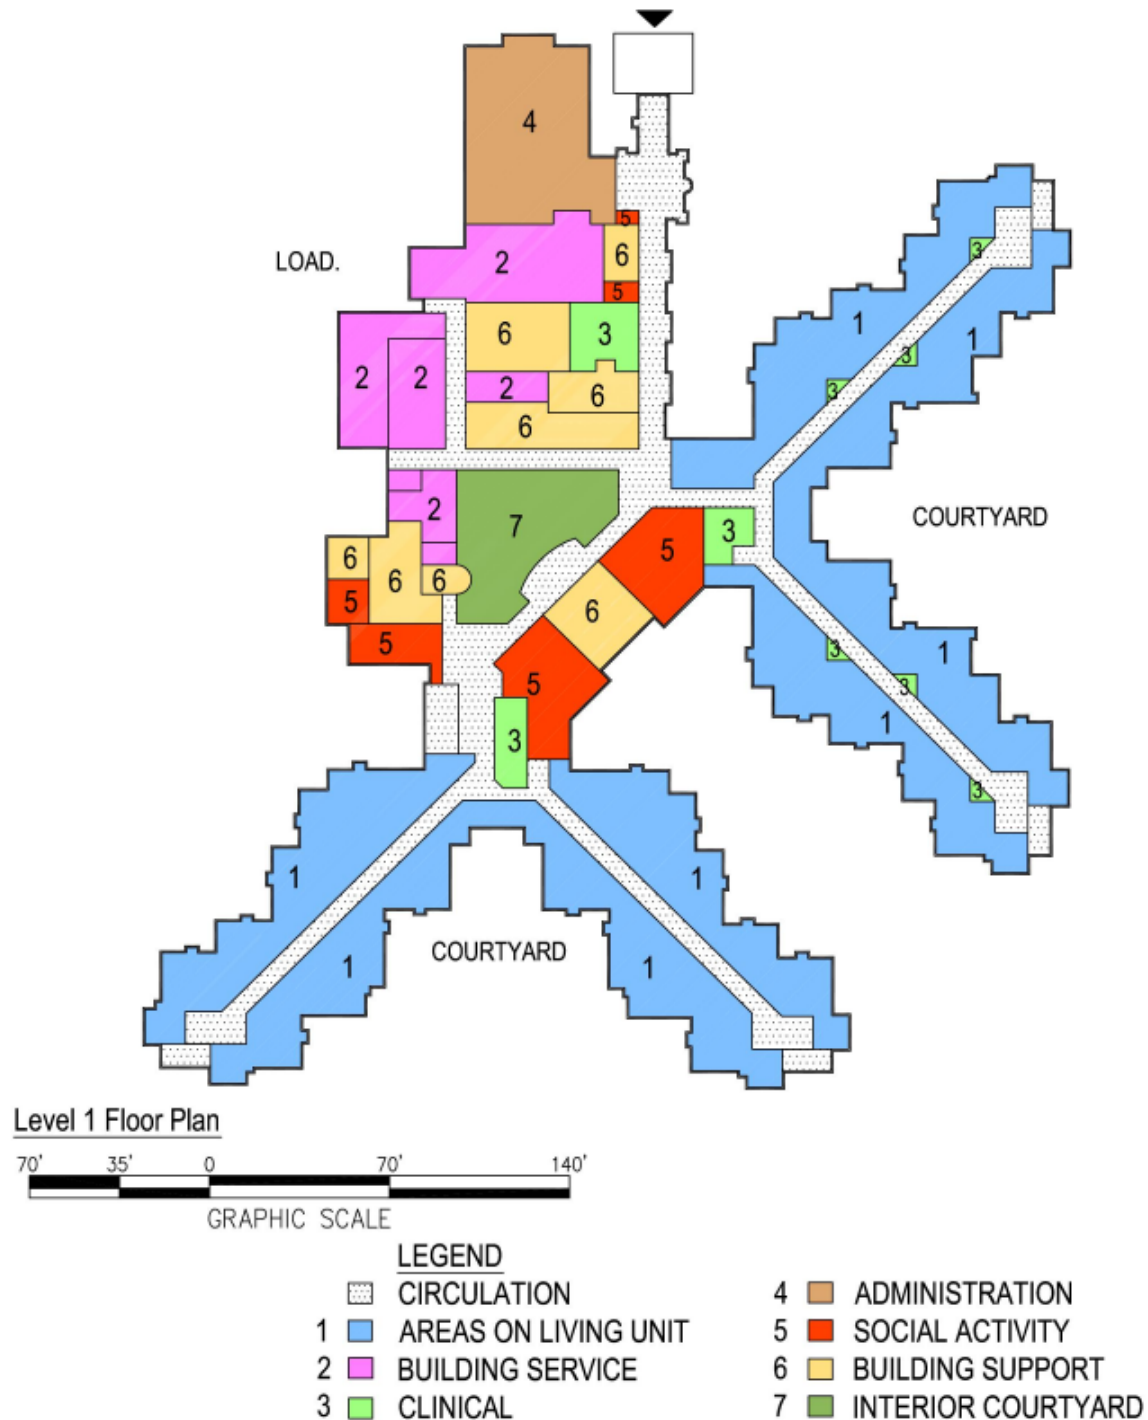 4
5
6
2
LOAD.
5
3
6
3
1
1
3
2
2
2
6
3
6
2
7
COURTYARD
3
5
6
6
6
5
6
5
1
3
5
3
1
3
3
1
1
COURTYARD
1
1
Level 1 Floor Plan
70' 35' 0 70' 140'
GRAPHIC SCALE
LEGEND
CIRCULATION
1 AREAS ON LIVING UNIT
2 BUILDING SERVICE
3 CLINICAL
4 ADMINISTRATION
5 SOCIAL ACTIVITY
6 BUILDING SUPPORT
7 INTERIOR COURTYARD